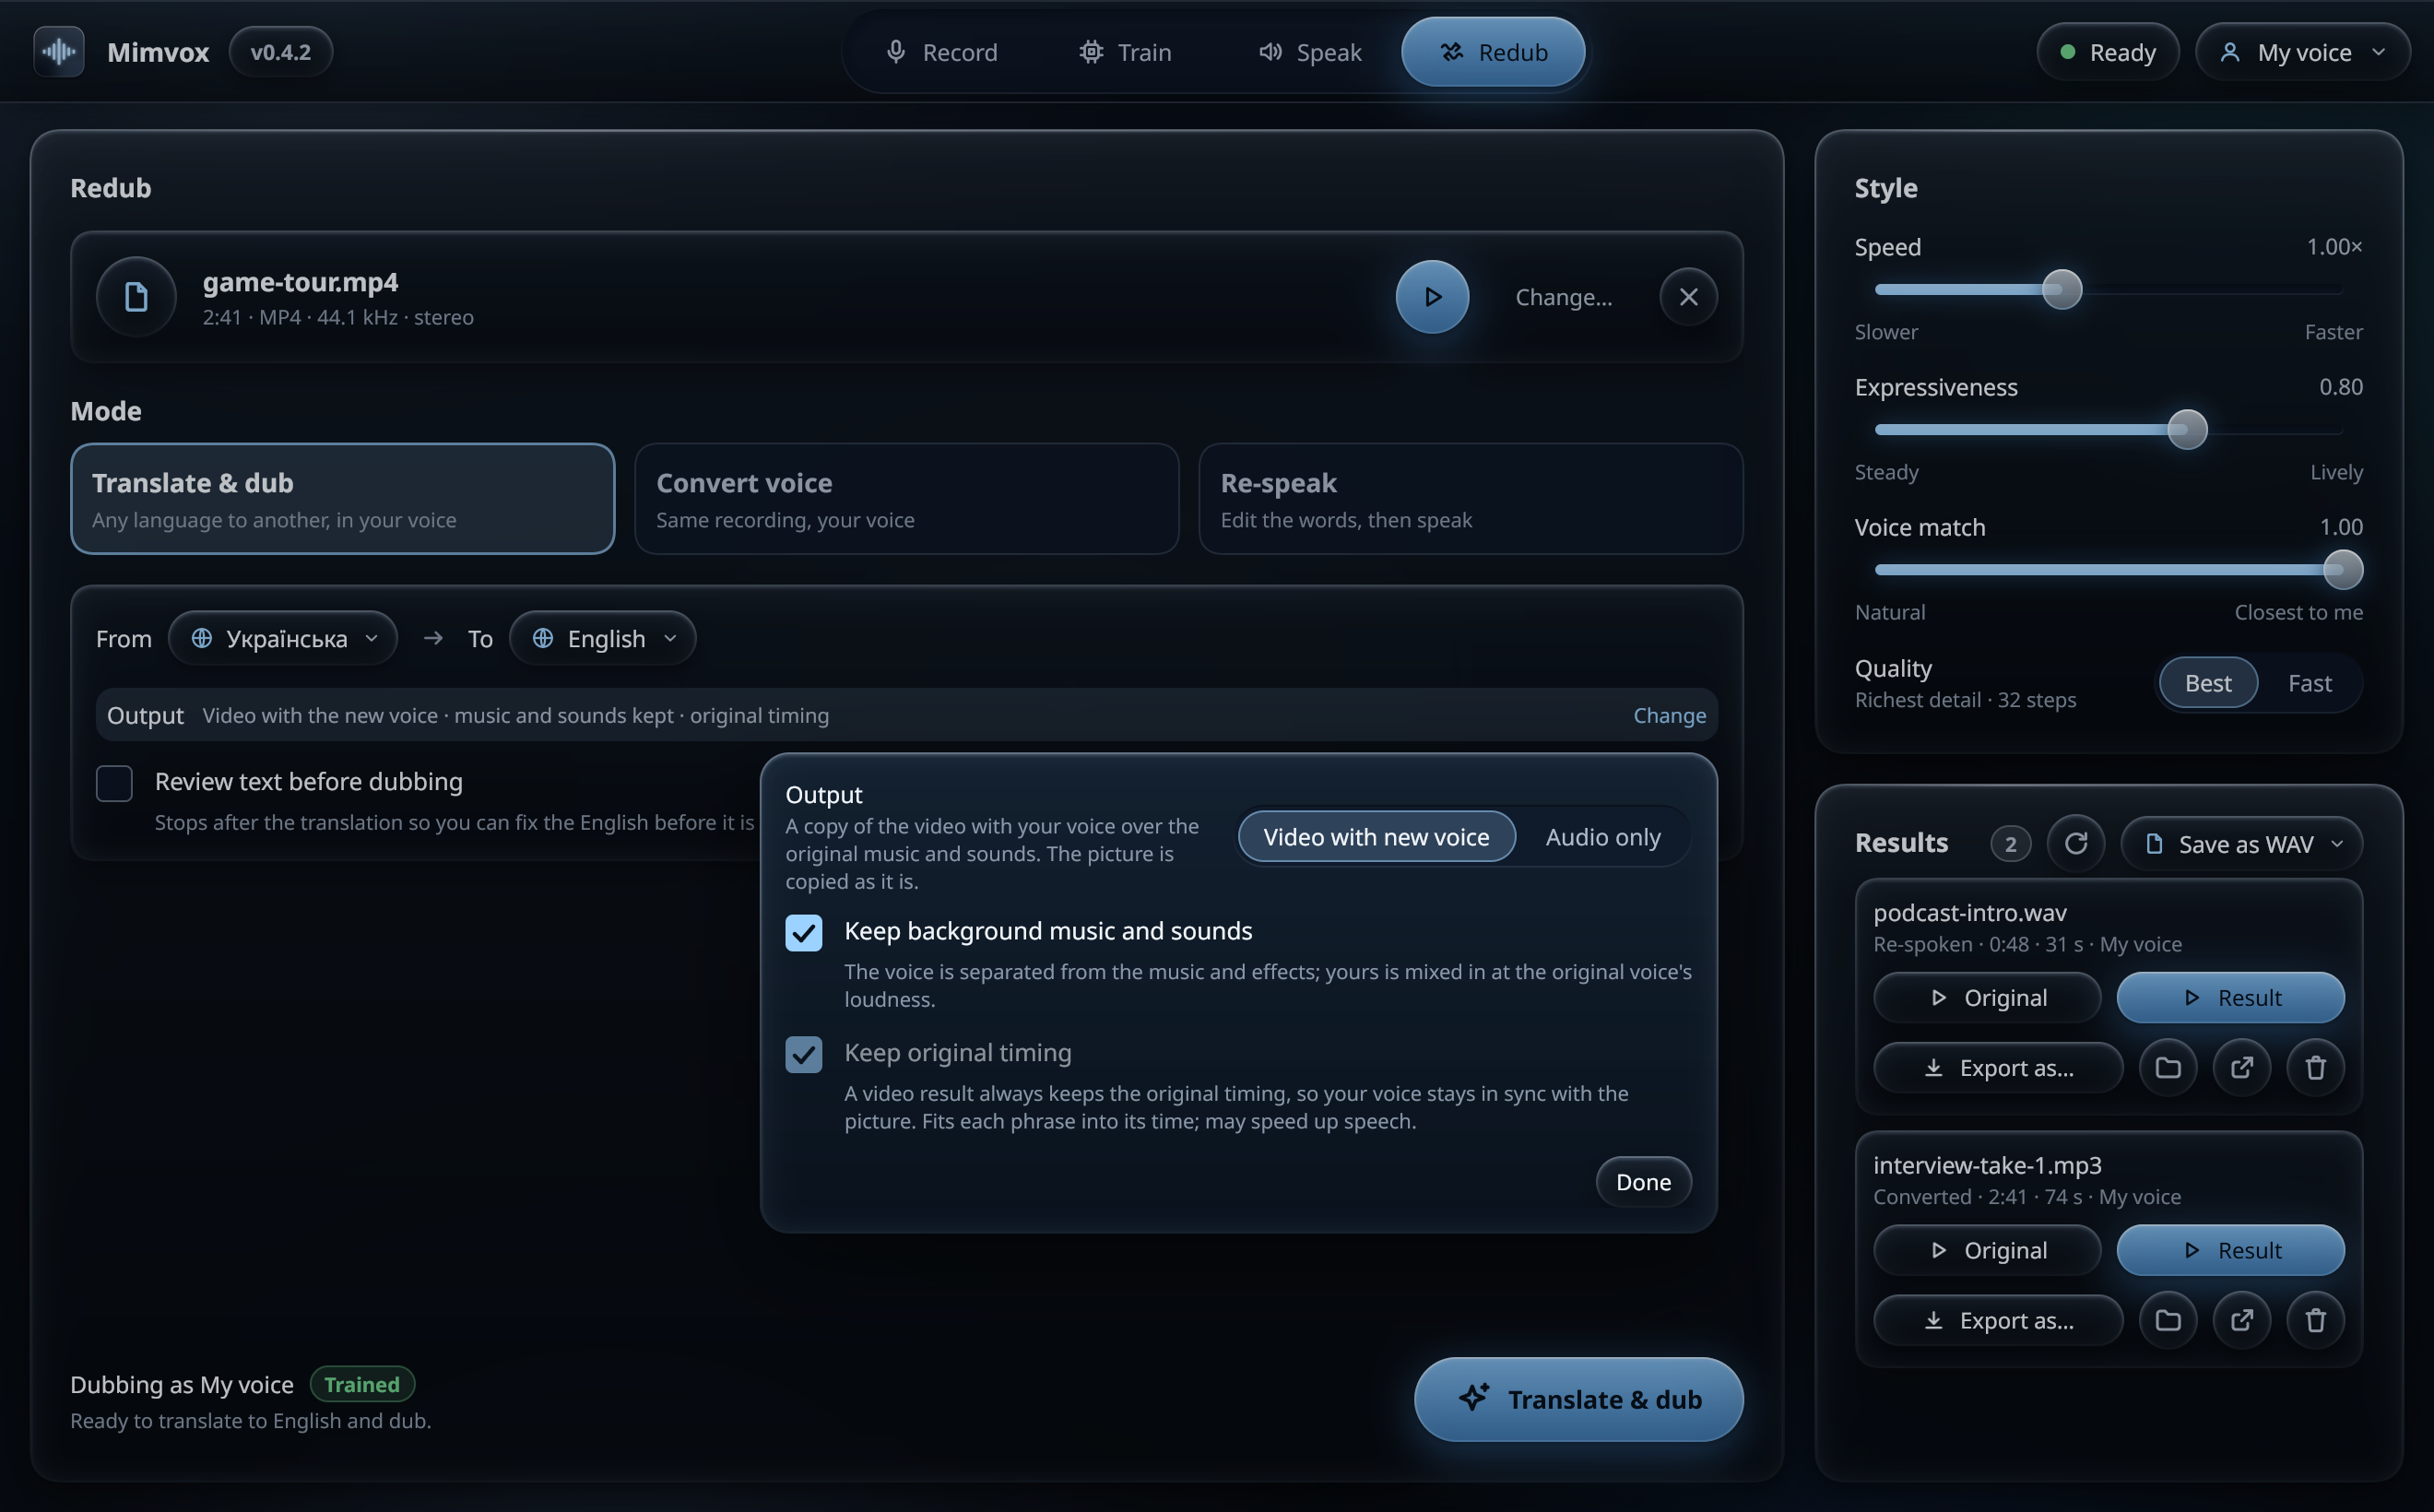 Mimvox
v0.4.2
Record
Train
Speak
Redub
Ready
My voice
Redub
game-tour.mp4
2:41 · MP4 · 44.1 kHz · stereo
Change...
Mode
Translate & dub
Any language to another, in your voice
Convert voice
Same recording, your voice
Re-speak
Edit the words, then speak
From
Українська
To
English
Output
Video with the new voice · music and sounds kept · original timing
Change
Review text before dubbing
Stops after the translation so you can fix the English before it is
Output
A copy of the video with your voice over the
original music and sounds. The picture is
copied as it is.
Video with new voice
Audio only
Keep background music and sounds
The voice is separated from the music and effects; yours is mixed in at the original voice's
loudness.
Keep original timing
A video result always keeps the original timing, so your voice stays in sync with the
picture. Fits each phrase into its time; may speed up speech.
Done
Dubbing as My voice
Trained
Ready to translate to English and dub.
Translate & dub
Style
Speed
1.00×
Slower
Faster
Expressiveness
0.80
Steady
Lively
Voice match
1.00
Natural
Closest to me
Quality
Richest detail · 32 steps
Best
Fast
Results
2
Save as WAV
podcast-intro.wav
Re-spoken · 0:48 · 31 s · My voice
Original
Result
Export as...
interview-take-1.mp3
Converted · 2:41 · 74 s · My voice
Original
Result
Export as...